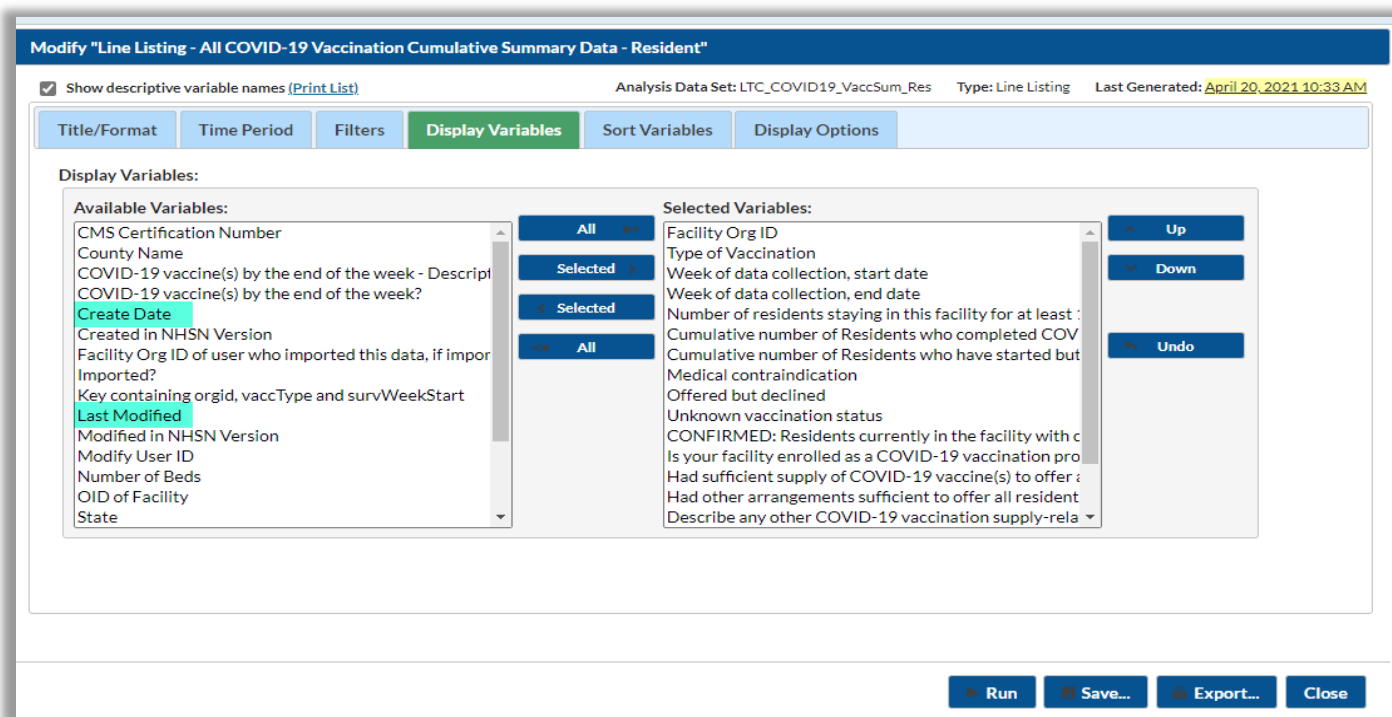 Modify "Line Listing - All COVID-19 Vaccination Cumulative Summary Data - Resident"
Show descriptive variable names (Print List) Analysis Data Set: LTC_COVID19_VaccSum_Res Type: Line Listing Last Generated: April 20, 2021 10:33 AM
Title/Format Time Period Filters Display Variables Sort Variables Display Options
Display Variables:
Available Variables:
CMS Certification Number
County Name
COVID-19 vaccine(s) by the end of the week - Descript
COVID-19 vaccine(s) by the end of the week?
Create Date
Created in NHSN Version
Facility Org ID of user who imported this data, if impor
Imported?
Key containing orgid, vaccType and survWeekStart
Last Modified
Modified in NHSN Version
Modify User ID
Number of Beds
OID of Facility
State
All
Selected
Selected
All
Selected Variables:
Facility Org ID
Type of Vaccination
Week of data collection, start date
Week of data collection, end date
Number of residents staying in this facility for at least
Cumulative number of Residents who completed COV
Cumulative number of Residents who have started but
Medical contraindication
Offered but declined
Unknown vaccination status
CONFIRMED: Residents currently in the facility with c
Is your facility enrolled as a COVID-19 vaccination pro
Had sufficient supply of COVID-19 vaccine(s) to offer a
Had other arrangements sufficient to offer all resident
Describe any other COVID-19 vaccination supply-rela
Up
Down
Undo
Run Save... Export... Close